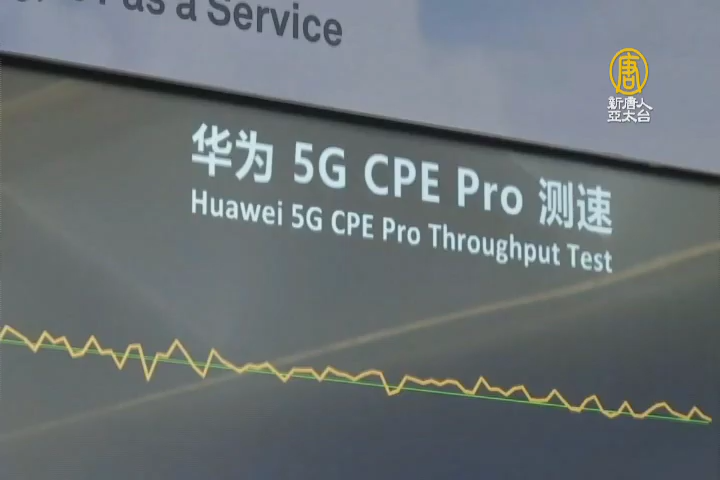 as a Service
唐
新唐人
亞太台
华为 5G CPE Pro 测速
Huawei 5G CPE Pro Throughput Test